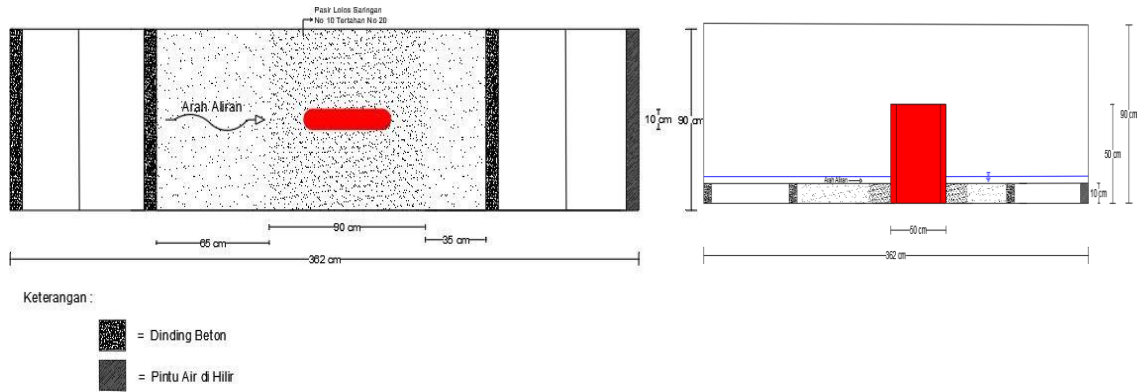 Pasir Lolos Saringan
No 10 Tertahan No 20
Arah Aliran
10 cm
90 cm
65 cm
90 cm
35 cm
362 cm
Arah Aliran
90 cm
50 cm
10 cm
50 cm
362 cm
Keterangan :
= Dinding Beton
= Pintu Air di Hilir